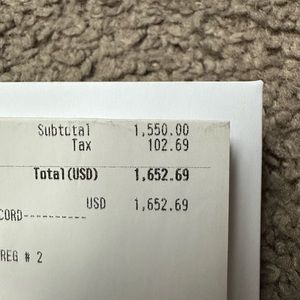 Subtotal 1,550.00
Tax 102.69
Total(USD) 1,652.69
USD 1,652.69
CORD----------
REG # 2